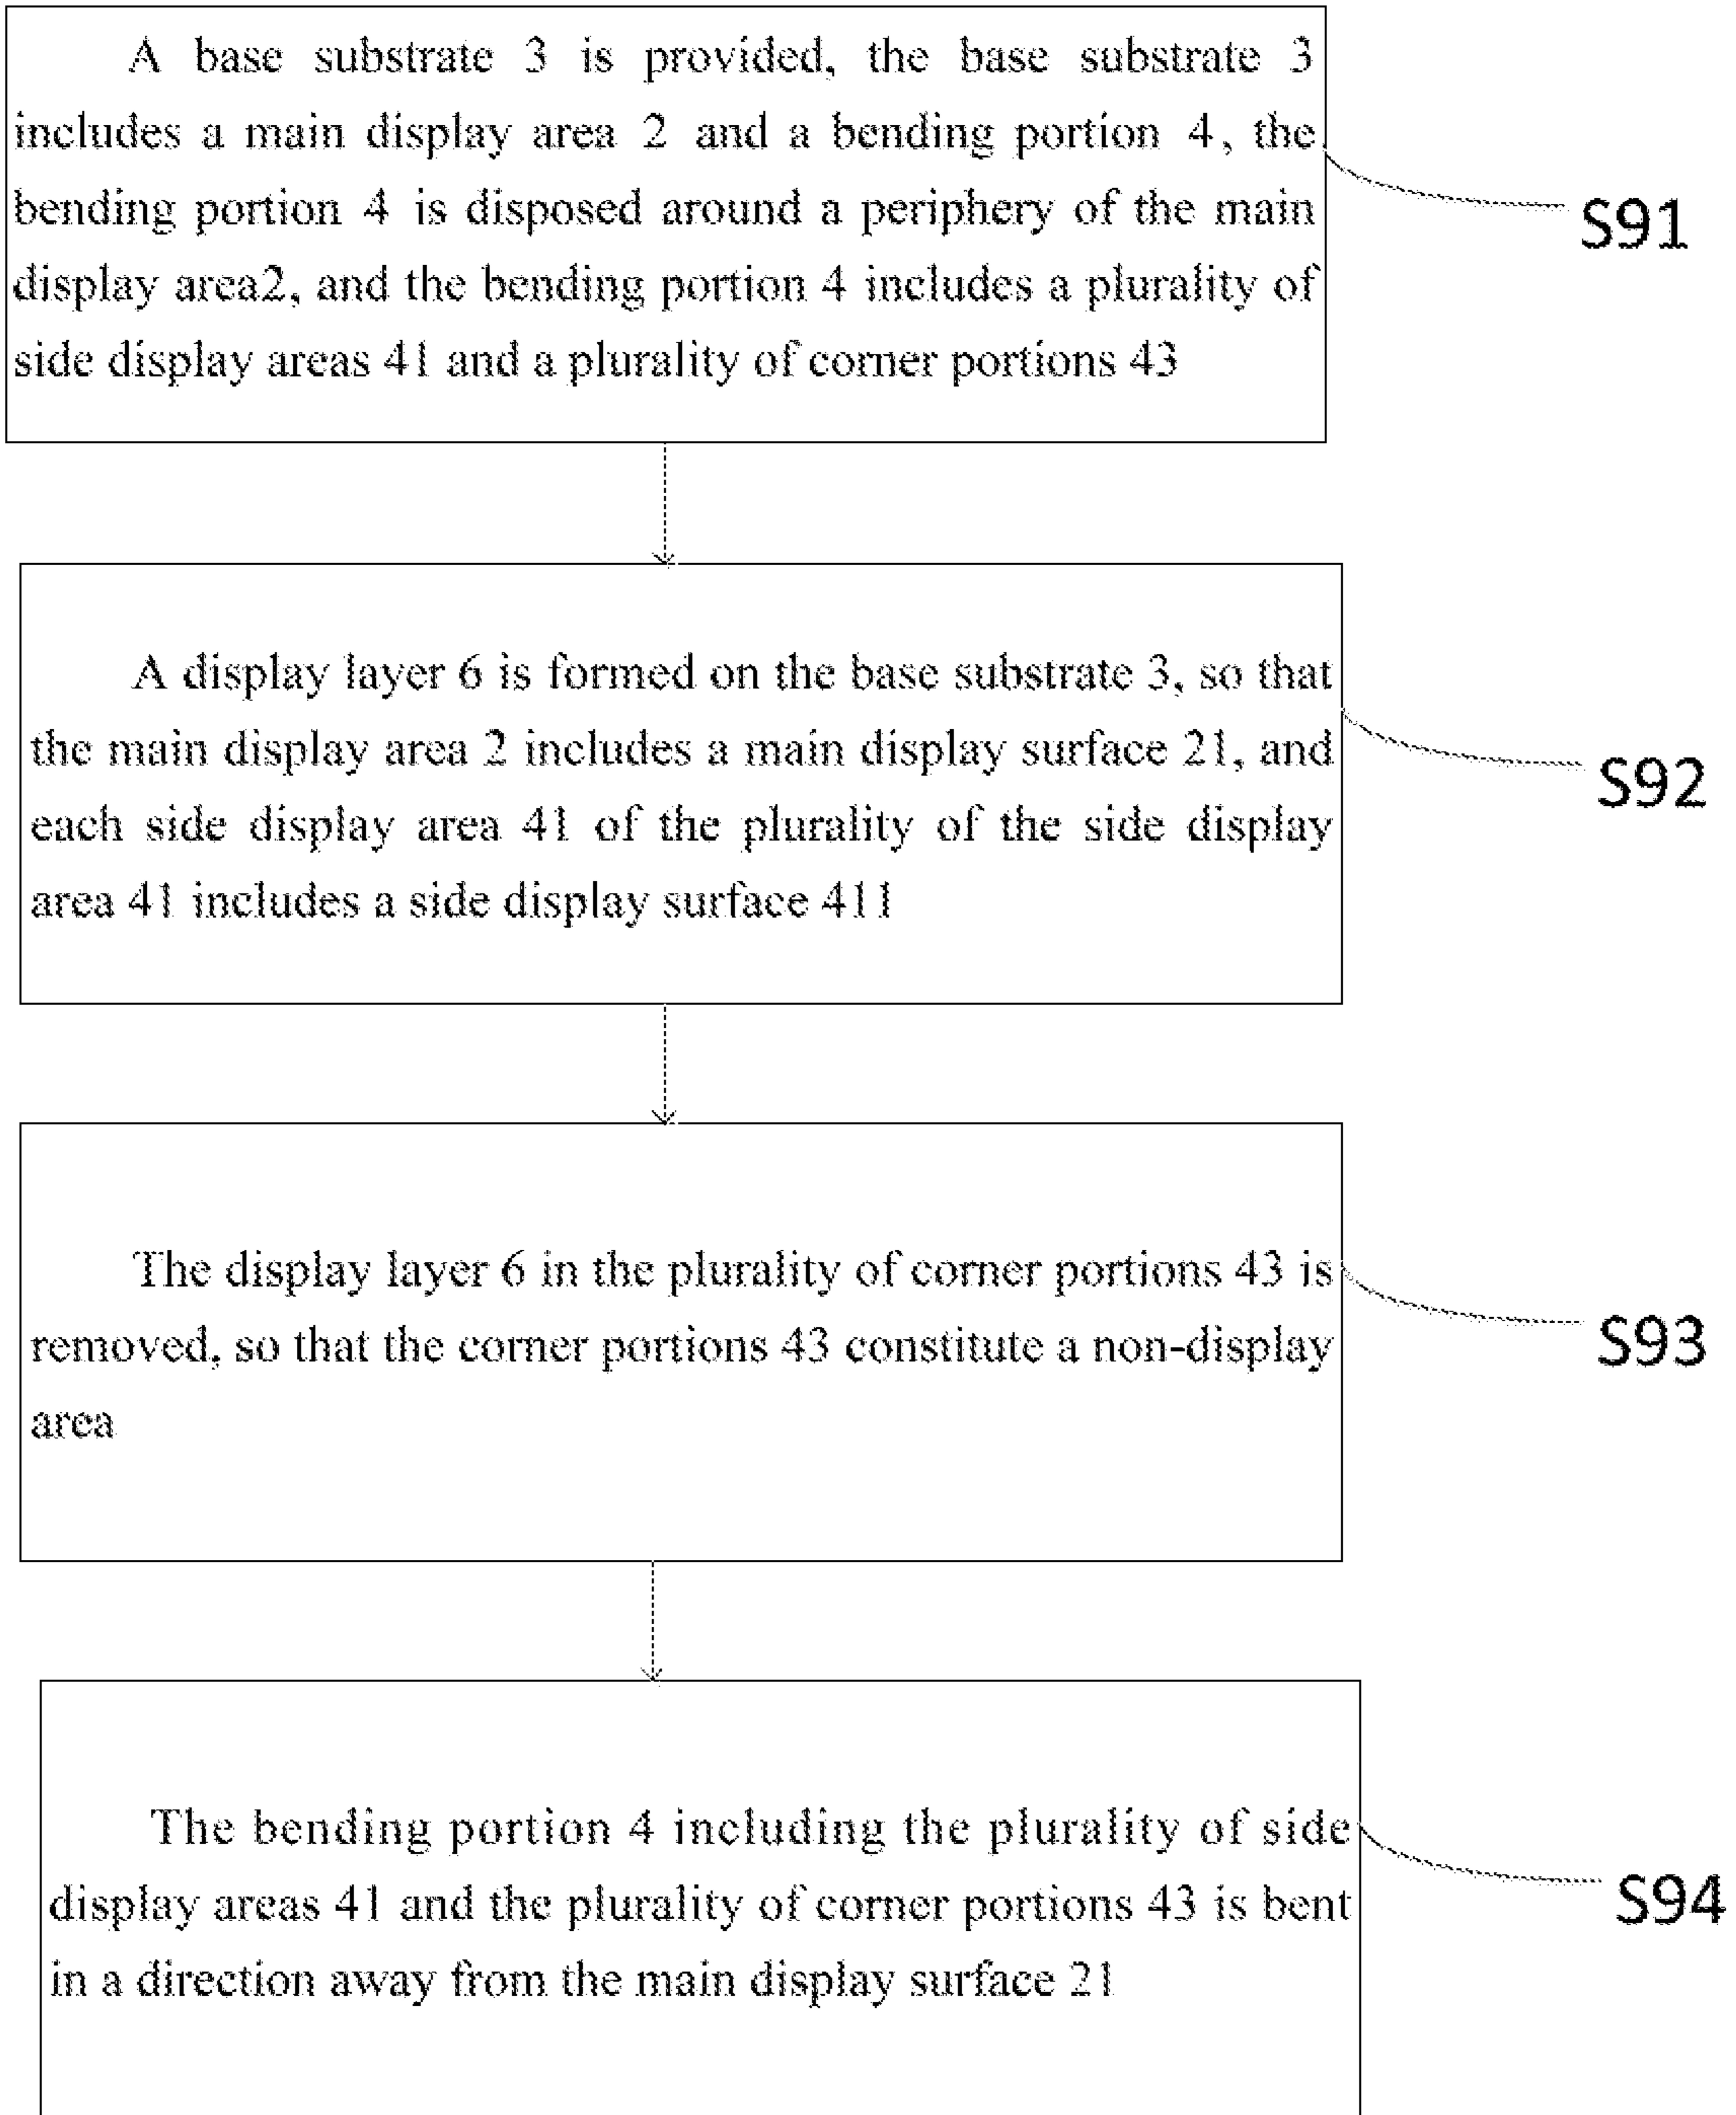 A base substrate 3 is provided, the base substrate 3
includes a main display area 2 and a bending portion 4, the
bending portion 4 is disposed around a periphery of the main
display area2, and the bending portion 4 includes a plurality of
side display areas 41 and a plurality of corner portions 43
S91
A display layer 6 is formed on the base substrate 3, so that
the main display area 2 includes a main display surface 21, and
each side display area 41 of the plurality of the side display
area 41 includes a side display surface 411
S92
The display layer 6 in the plurality of corner portions 43 is
removed, so that the corner portions 43 constitute a non-display
area
S93
The bending portion 4 including the plurality of side
display areas 41 and the plurality of corner portions 43 is bent
in a direction away from the main display surface 21
S94